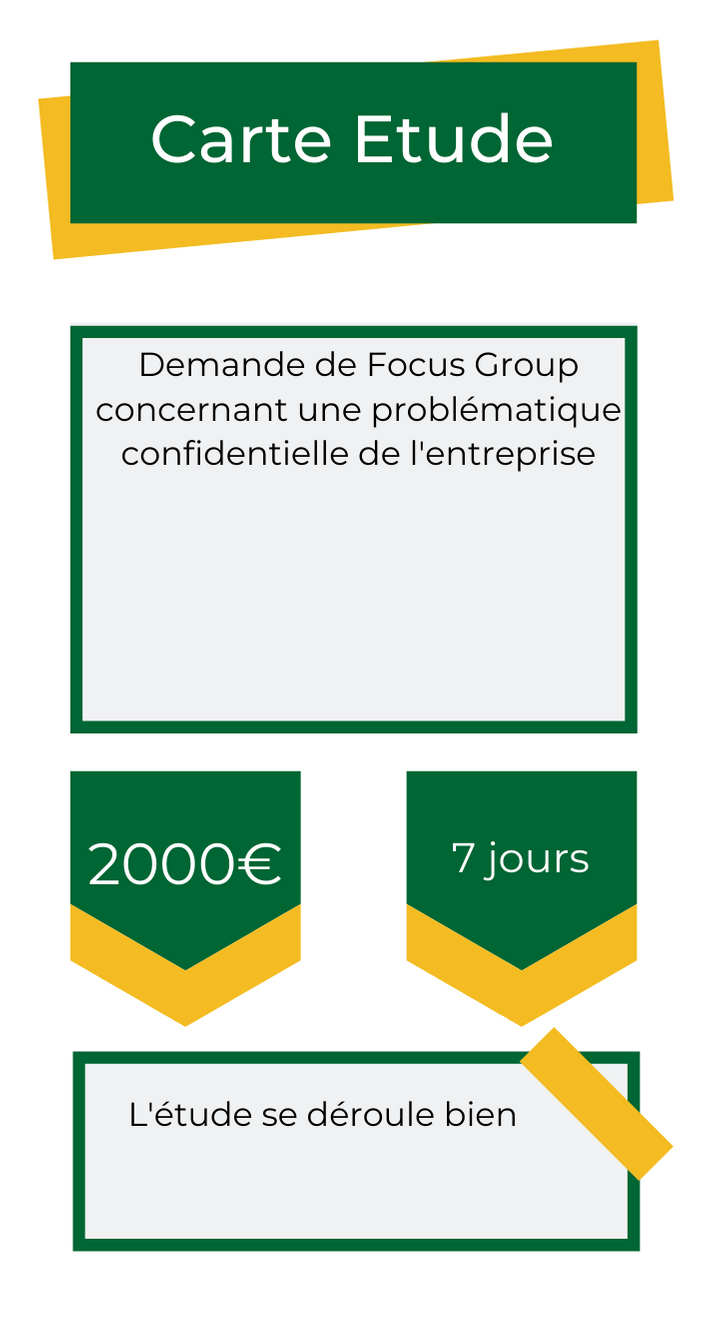 Carte Etude
Demande de Focus Group
concernant une problématique
confidentielle de l'entreprise
2000€
7 jours
L'étude se déroule bien